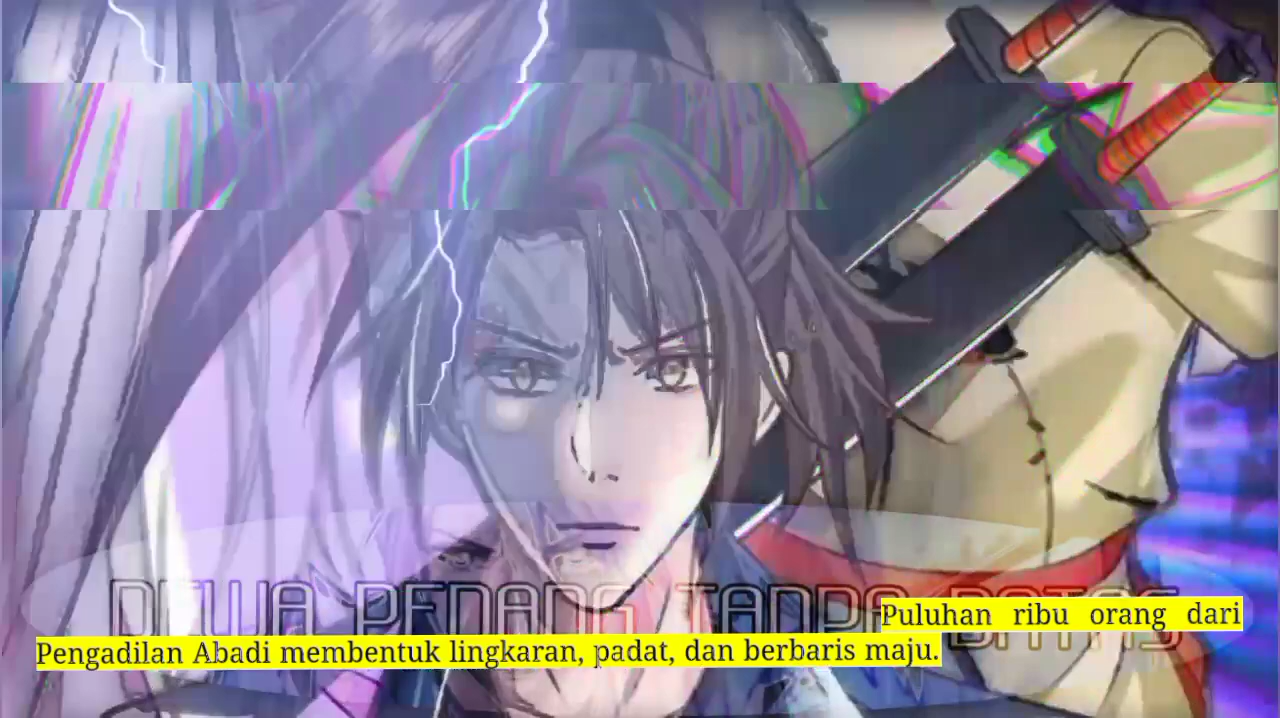 DEWA PEDANG TANPA BATAS
Puluhan ribu orang dari
Pengadilan Abadi membentuk lingkaran, padat, dan berbaris maju.